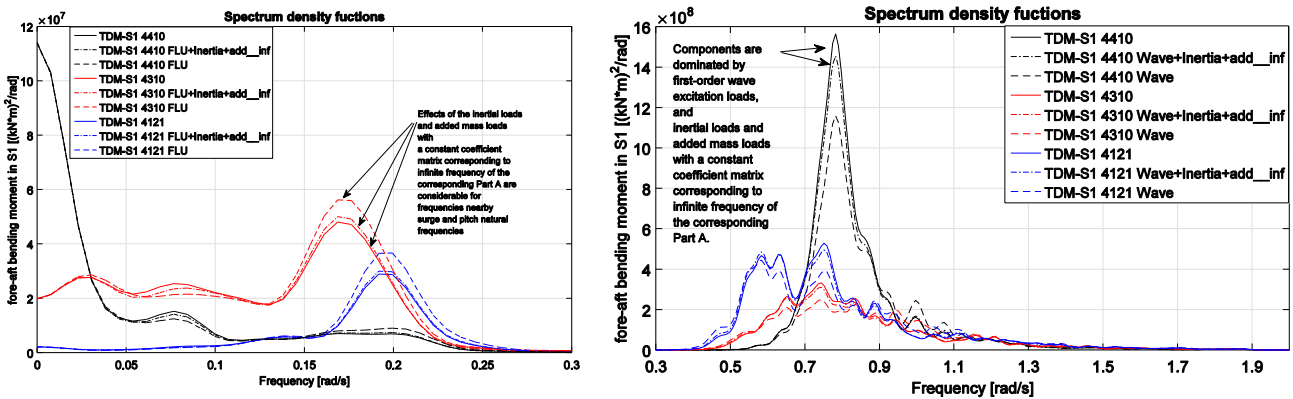 Spectrum density fuctions
×10^7
12
10
8
6
4
2
0
fore-aft bending moment in S1 [(kN*m)^2/rad]
TDM-S1 4410
TDM-S1 4410 FLU+Inertia+add__inf
TDM-S1 4410 FLU
TDM-S1 4310
TDM-S1 4310 FLU+Inertia+add__inf
TDM-S1 4310 FLU
TDM-S1 4121
TDM-S1 4121 FLU+Inertia+add__inf
TDM-S1 4121 FLU
Effects of the inertial loads
and added mass loads
with
a constant coefficient
matrix corresponding to
infinite frequency of the
corresponding Part A are
considerable for
frequencies nearby
surge and pitch natural
frequencies
0 0.05 0.1 0.15 0.2 0.25 0.3
Frequency [rad/s]
Spectrum density fuctions
×10^8
16
14
12
10
8
6
4
2
0
fore-aft bending moment in S1 [(kN*m)^2/rad]
Components are
dominated by
first-order wave
excitation loads,
and
inertial loads and
added mass loads
with a constant
coefficient matrix
corresponding to
infinite frequency of
the corresponding
Part A.
TDM-S1 4410
TDM-S1 4410 Wave+Inertia+add__inf
TDM-S1 4410 Wave
TDM-S1 4310
TDM-S1 4310 Wave+Inertia+add__inf
TDM-S1 4310 Wave
TDM-S1 4121
TDM-S1 4121 Wave+Inertia+add__inf
TDM-S1 4121 Wave
0.3 0.5 0.7 0.9 1.1 1.3 1.5 1.7 1.9
Frequency [rad/s]